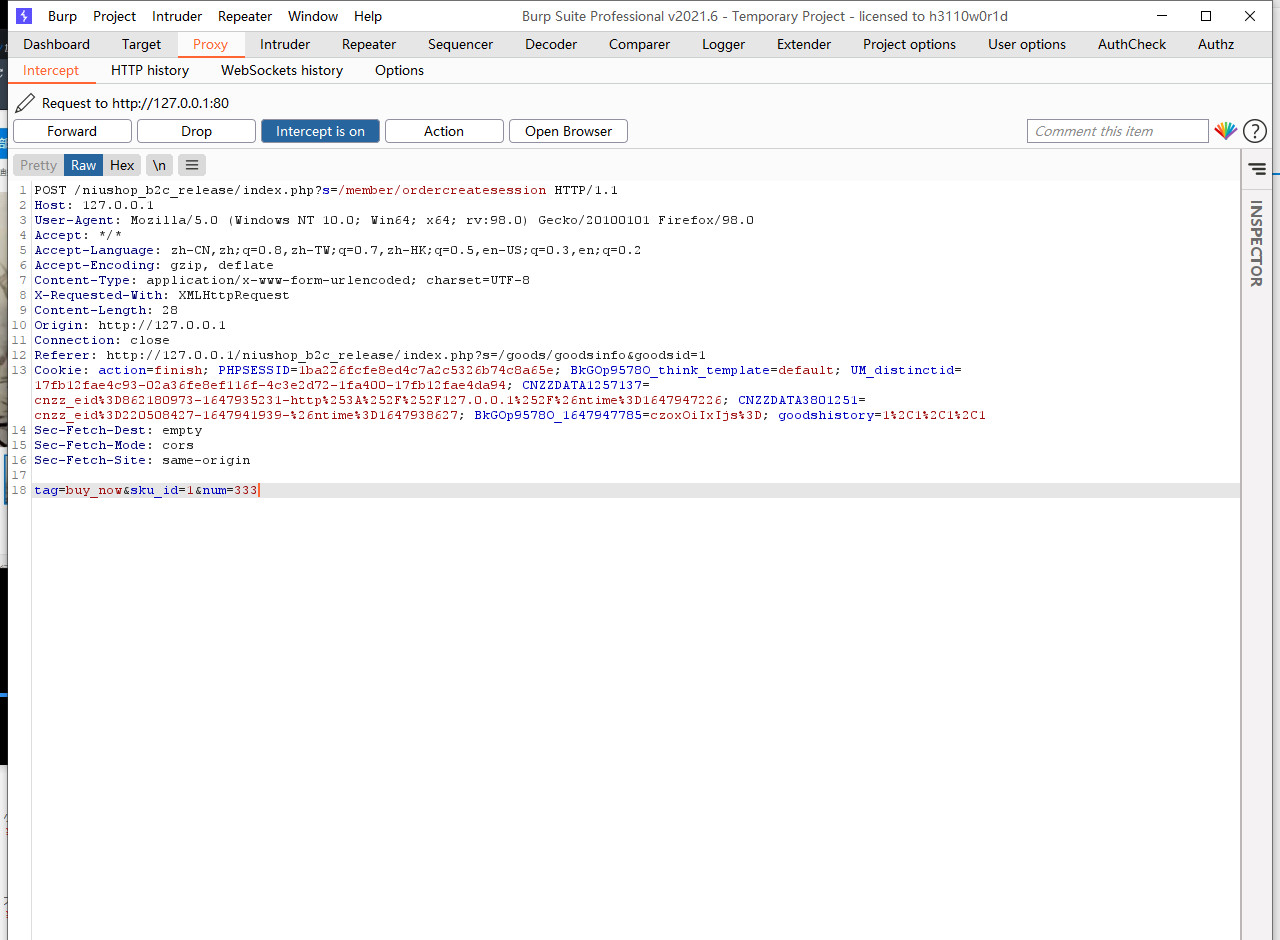 Burp Project Intruder Repeater Window Help Burp Suite Professional v2021.6 - Temporary Project - licensed to h3110w0r1d
Dashboard Target Proxy Intruder Repeater Sequencer Decoder Comparer Logger Extender Project options User options AuthCheck Authz
Intercept HTTP history WebSockets history Options
Request to http://127.0.0.1:80
Forward Drop Intercept is on Action Open Browser Comment this item ?
Pretty Raw Hex \n
INSPECTOR
1 POST /niushop_b2c_release/index.php?s=/member/ordercreatesession HTTP/1.1
2 Host: 127.0.0.1
3 User-Agent: Mozilla/5.0 (Windows NT 10.0; Win64; x64; rv:98.0) Gecko/20100101 Firefox/98.0
4 Accept: */*
5 Accept-Language: zh-CN,zh;q=0.8,zh-TW;q=0.7,zh-HK;q=0.5,en-US;q=0.3,en;q=0.2
6 Accept-Encoding: gzip, deflate
7 Content-Type: application/x-www-form-urlencoded; charset=UTF-8
8 X-Requested-With: XMLHttpRequest
9 Content-Length: 28
10 Origin: http://127.0.0.1
11 Connection: close
12 Referer: http://127.0.0.1/niushop_b2c_release/index.php?s=/goods/goodsinfo&goodsid=1
13 Cookie: action=finish; PHPSESSID=1ba226fcfe8ed4c7a2c5326b74c8a65e; BkGOp9578O_think_template=default; UM_distinctid=
17fb12fae4c93-02a36fe8ef116f-4c3e2d72-1fa400-17fb12fae4da94; CNZZDATA1257137=
cnzz_eid%3D862180973-1647935231-http%253A%252F%252F127.0.0.1%252F%26ntime%3D1647947226; CNZZDATA3801251=
cnzz_eid%3D220508427-1647941939-%26ntime%3D1647938627; BkGOp9578O_1647947785=czoxOiIxIjs%3D; goodshistory=1%2C1%2C1%2C1
14 Sec-Fetch-Dest: empty
15 Sec-Fetch-Mode: cors
16 Sec-Fetch-Site: same-origin
17
18 tag=buy_now&sku_id=1&num=333